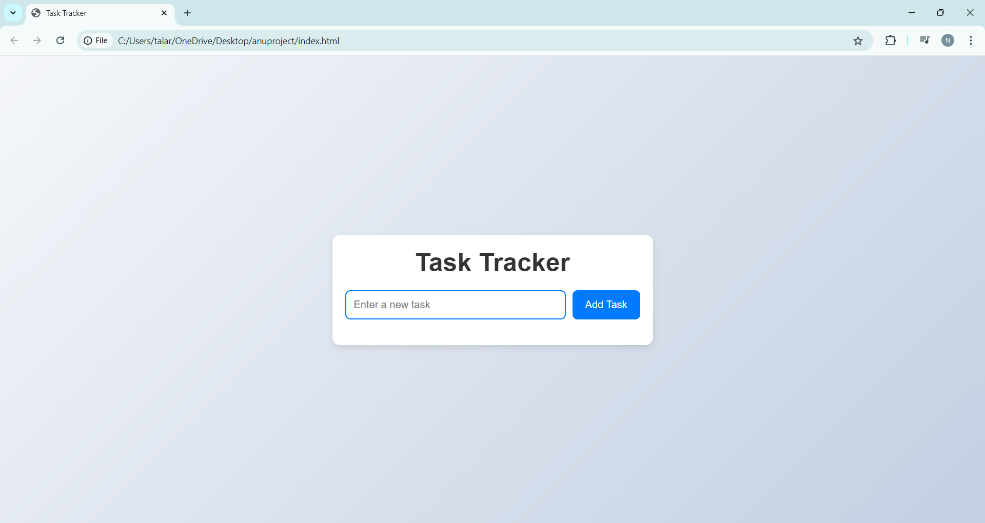 Task Tracker
File
C:/Users/talar/OneDrive/Desktop/anuproject/index.html
N
Task Tracker
Enter a new task
Add Task